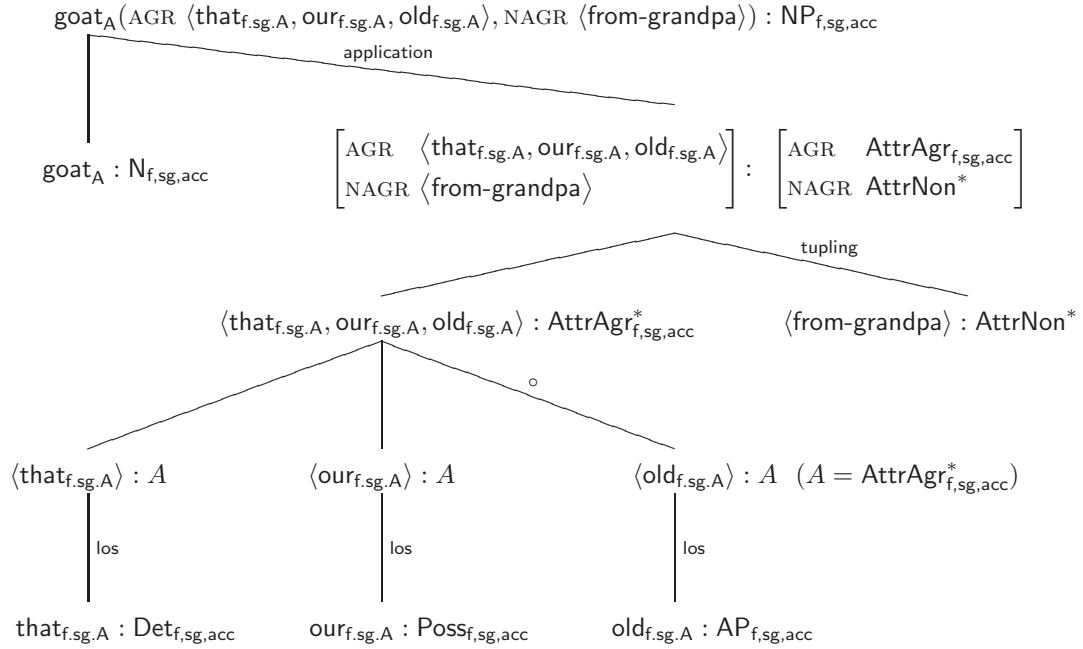 goat_A(AGR ⟨that_f.sg.A, our_f.sg.A, old_f.sg.A⟩, NAGR ⟨from-grandpa⟩) : NP_f,sg,acc
application
goat_A : N_f,sg,acc
[AGR ⟨that_f.sg.A, our_f.sg.A, old_f.sg.A⟩] : [AGR AttrAgr_f,sg,acc]
[NAGR ⟨from-grandpa⟩] [NAGR AttrNon*]
tupling
⟨that_f.sg.A, our_f.sg.A, old_f.sg.A⟩ : AttrAgr*_f,sg,acc ⟨from-grandpa⟩ : AttrNon*
∘
⟨that_f.sg.A⟩ : A ⟨our_f.sg.A⟩ : A ⟨old_f.sg.A⟩ : A (A = AttrAgr*_f,sg,acc)
los los los
that_f.sg.A : Det_f,sg,acc our_f.sg.A : Poss_f,sg,acc old_f.sg.A : AP_f,sg,acc